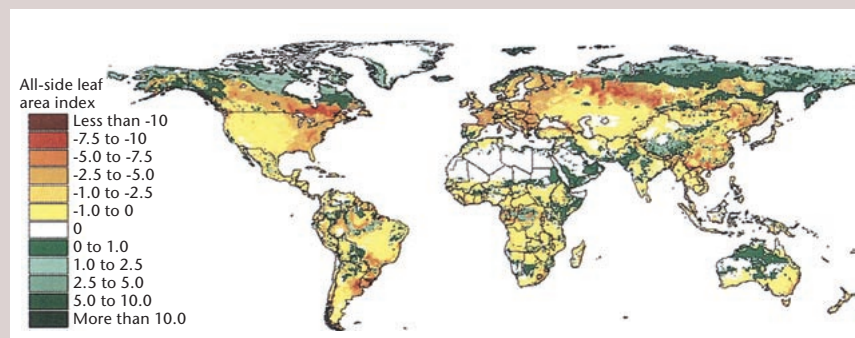 All-side leaf
area index
Less than -10
-7.5 to -10
-5.0 to -7.5
-2.5 to -5.0
-1.0 to -2.5
-1.0 to 0
0
0 to 1.0
1.0 to 2.5
2.5 to 5.0
5.0 to 10.0
More than 10.0